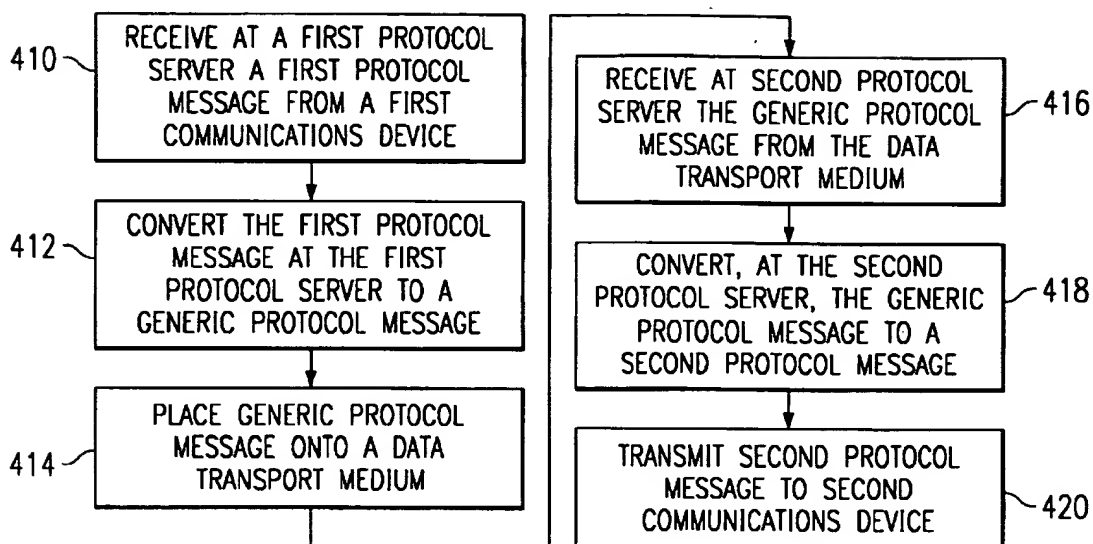 410
RECEIVE AT A FIRST PROTOCOL
SERVER A FIRST PROTOCOL
MESSAGE FROM A FIRST
COMMUNICATIONS DEVICE
412
CONVERT THE FIRST PROTOCOL
MESSAGE AT THE FIRST
PROTOCOL SERVER TO A
GENERIC PROTOCOL MESSAGE
414
PLACE GENERIC PROTOCOL
MESSAGE ONTO A DATA
TRANSPORT MEDIUM
RECEIVE AT SECOND PROTOCOL
SERVER THE GENERIC PROTOCOL
MESSAGE FROM THE DATA
TRANSPORT MEDIUM
416
CONVERT, AT THE SECOND
PROTOCOL SERVER, THE GENERIC
PROTOCOL MESSAGE TO A
SECOND PROTOCOL MESSAGE
418
TRANSMIT SECOND PROTOCOL
MESSAGE TO SECOND
COMMUNICATIONS DEVICE
420